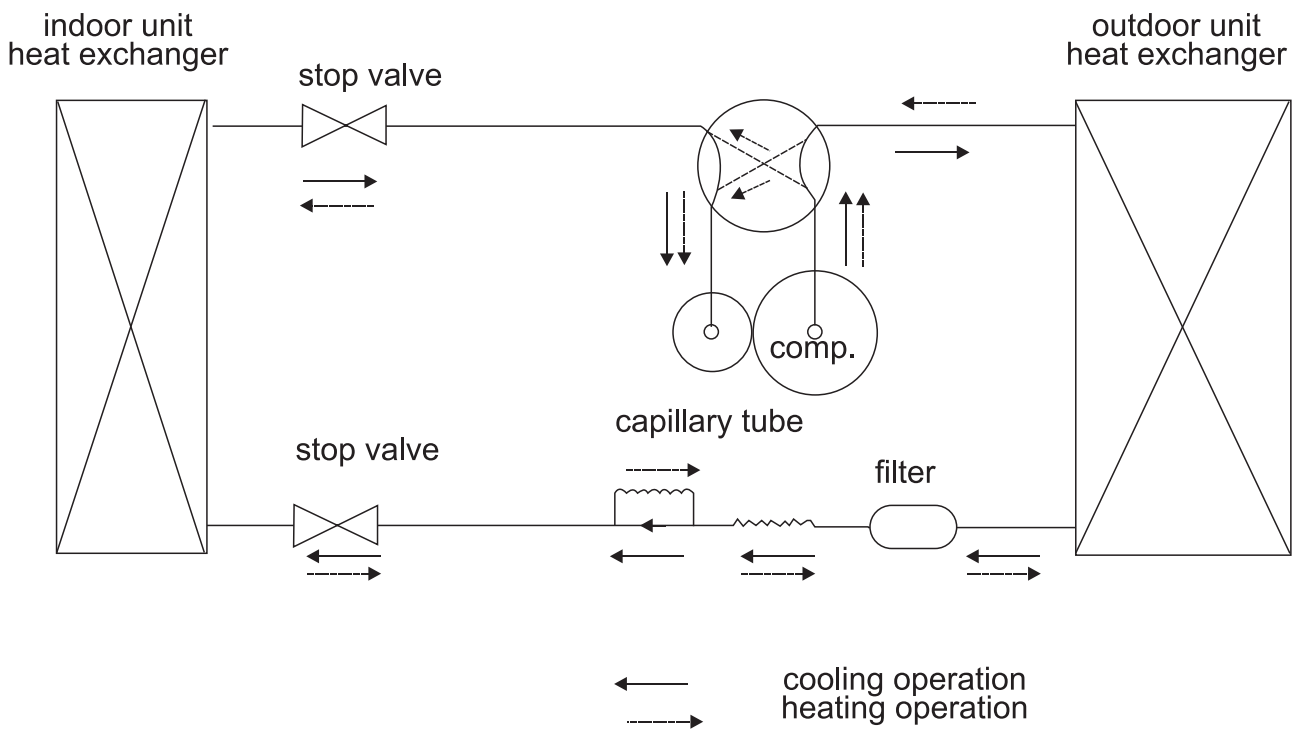 indoor unit
heat exchanger
outdoor unit
heat exchanger
stop valve
comp.
capillary tube
stop valve
filter
cooling operation
heating operation